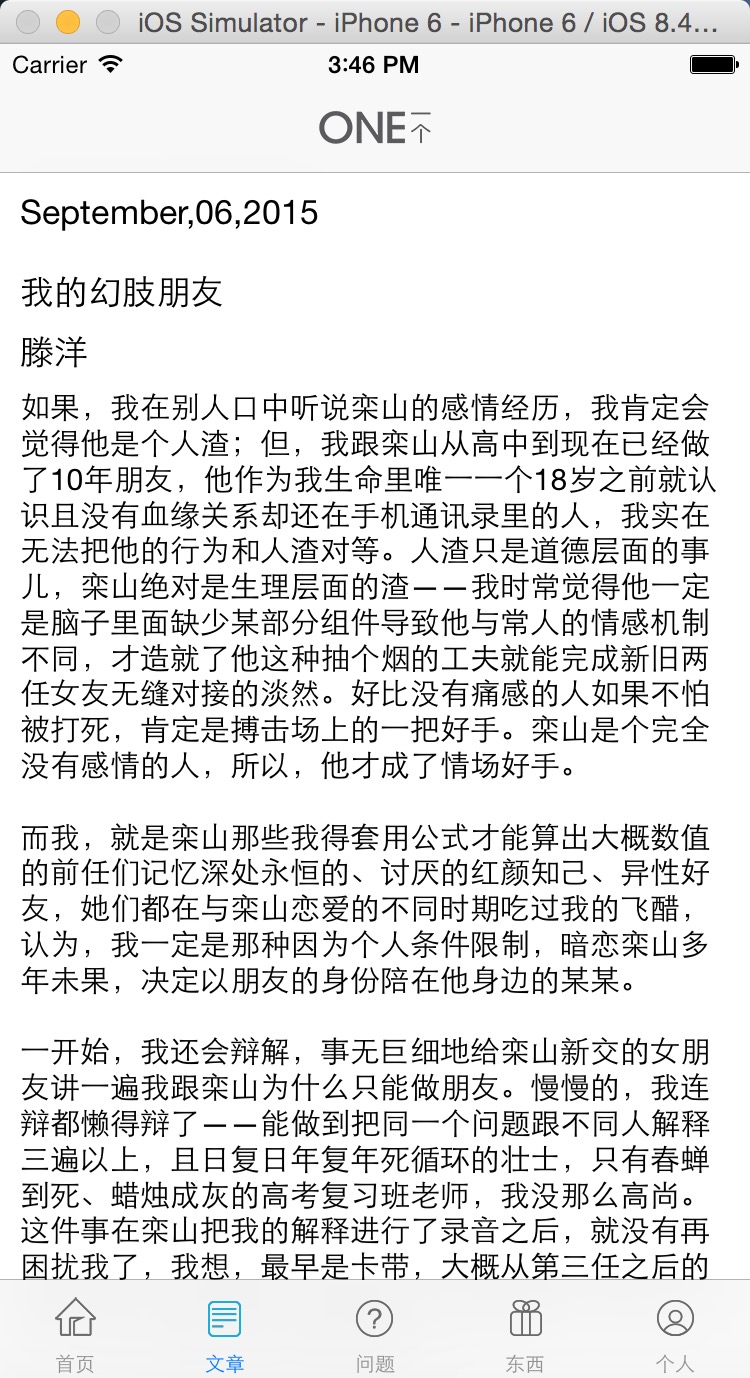 iOS Simulator - iPhone 6 - iPhone 6 / iOS 8.4...
Carrier 3:46 PM
ONE一个
September,06,2015
我的幻肢朋友
滕洋
如果，我在别人口中听说栾山的感情经历，我肯定会
觉得他是个人渣；但，我跟栾山从高中到现在已经做
了10年朋友，他作为我生命里唯一一个18岁之前就认
识且没有血缘关系却还在手机通讯录里的人，我实在
无法把他的行为和人渣对等。人渣只是道德层面的事
儿，栾山绝对是生理层面的渣——我时常觉得他一定
是脑子里面缺少某部分组件导致他与常人的情感机制
不同，才造就了他这种抽个烟的工夫就能完成新旧两
任女友无缝对接的淡然。好比没有痛感的人如果不怕
被打死，肯定是搏击场上的一把好手。栾山是个完全
没有感情的人，所以，他才成了情场好手。
而我，就是栾山那些我得套用公式才能算出大概数值
的前任们记忆深处永恒的、讨厌的红颜知己、异性好
友，她们都在与栾山恋爱的不同时期吃过我的飞醋，
认为，我一定是那种因为个人条件限制，暗恋栾山多
年未果，决定以朋友的身份陪在他身边的某某。
一开始，我还会辩解，事无巨细地给栾山新交的女朋
友讲一遍我跟栾山为什么只能做朋友。慢慢的，我连
辩都懒得辩了——能做到把同一个问题跟不同人解释
三遍以上，且日复日年复年死循环的壮士，只有春蝉
到死、蜡烛成灰的高考复习班老师，我没那么高尚。
这件事在栾山把我的解释进行了录音之后，就没有再
困扰我了，我想，最早是卡带，大概从第三任之后的
首页 文章 问题 东西 个人